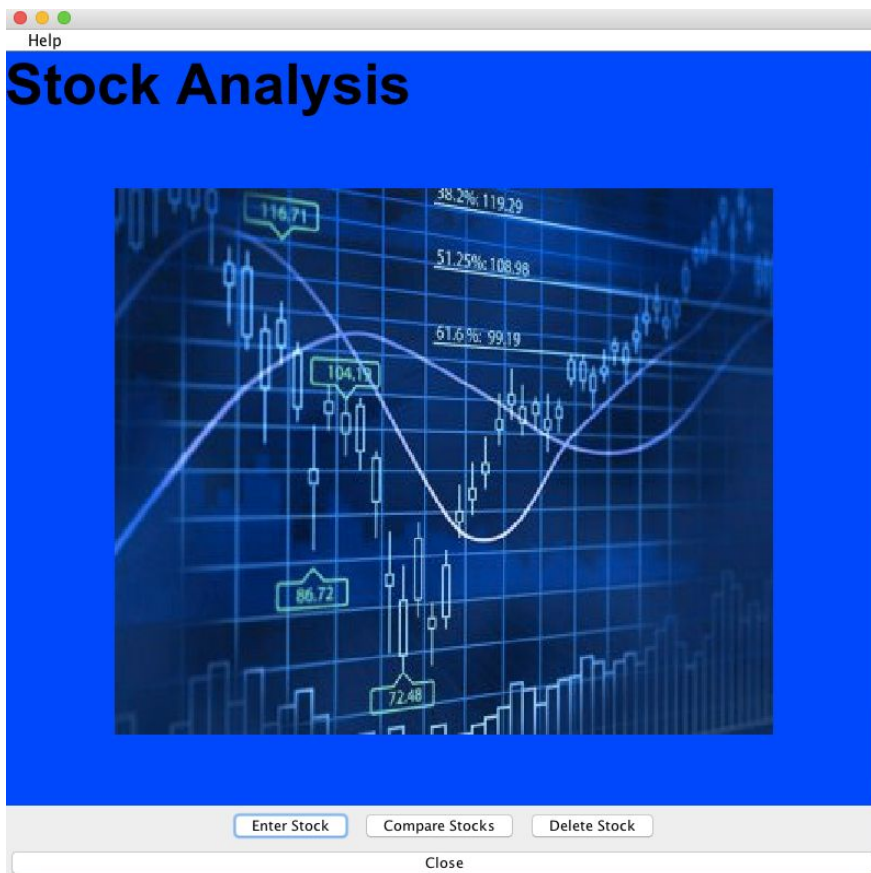 Help
Stock Analysis
38.2%: 119.29
116.71
51.25%: 108.98
61.6%: 99.19
104.19
86.72
72.48
Enter Stock Compare Stocks Delete Stock
Close